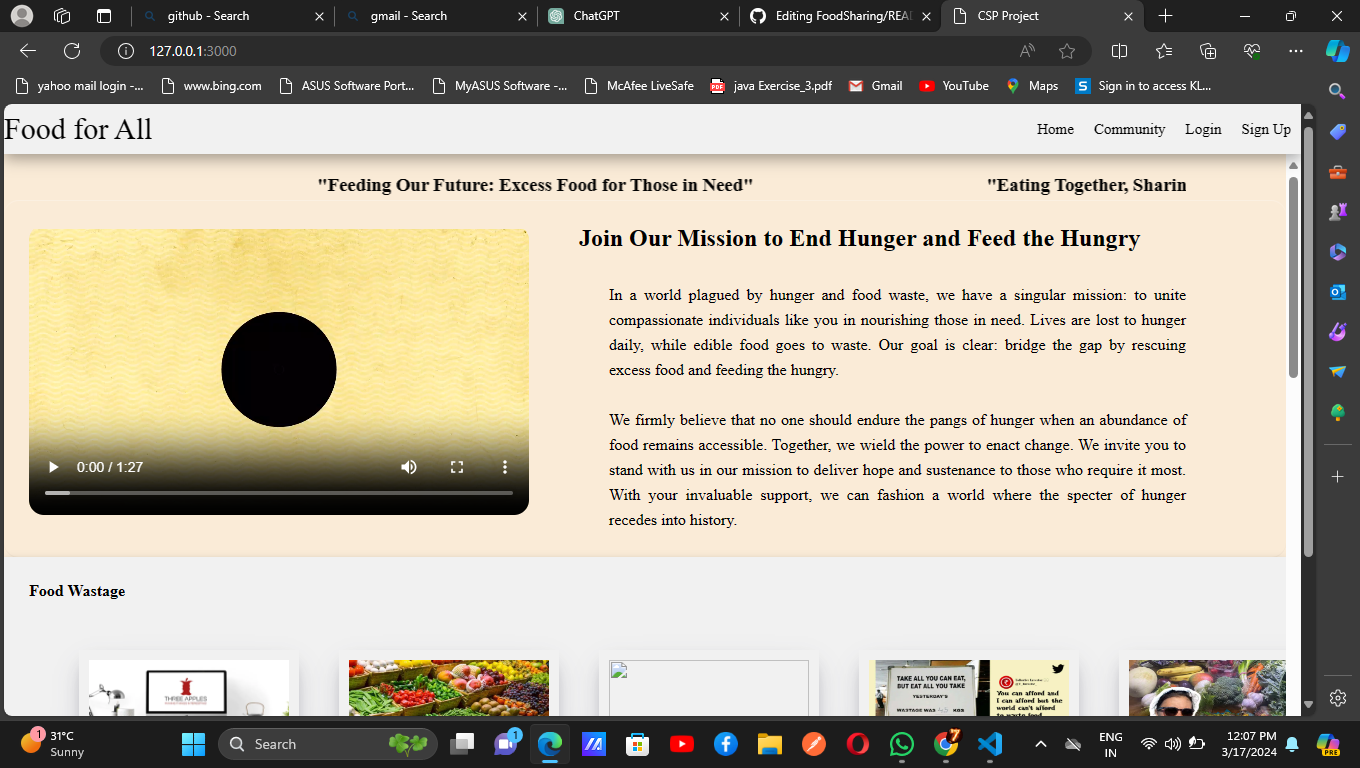 github - Search
gmail - Search
ChatGPT
Editing FoodSharing/REA
CSP Project
127.0.0.1:3000
yahoo mail login -...
www.bing.com
ASUS Software Port...
MyASUS Software -...
McAfee LiveSafe
java Exercise_3.pdf
Gmail
YouTube
Maps
Sign in to access KL...
Food for All
Home
Community
Login
Sign Up
"Feeding Our Future: Excess Food for Those in Need"
"Eating Together, Sharin
Join Our Mission to End Hunger and Feed the Hungry
In a world plagued by hunger and food waste, we have a singular mission: to unite
compassionate individuals like you in nourishing those in need. Lives are lost to hunger
daily, while edible food goes to waste. Our goal is clear: bridge the gap by rescuing
excess food and feeding the hungry.
We firmly believe that no one should endure the pangs of hunger when an abundance of
food remains accessible. Together, we wield the power to enact change. We invite you to
stand with us in our mission to deliver hope and sustenance to those who require it most.
With your invaluable support, we can fashion a world where the specter of hunger
recedes into history.
0:00 / 1:27
Food Wastage
THREE APPLES
TAKE ALL YOU CAN EAT,
BUT EAT ALL YOU TAKE
YESTERDAY'S
WASTAGE WAS
KGS
You can afford and
I can afford but the
world can't afford
to waste food
1
31°C
Sunny
Search
1
7
ENG
IN
12:07 PM
3/17/2024
PRE